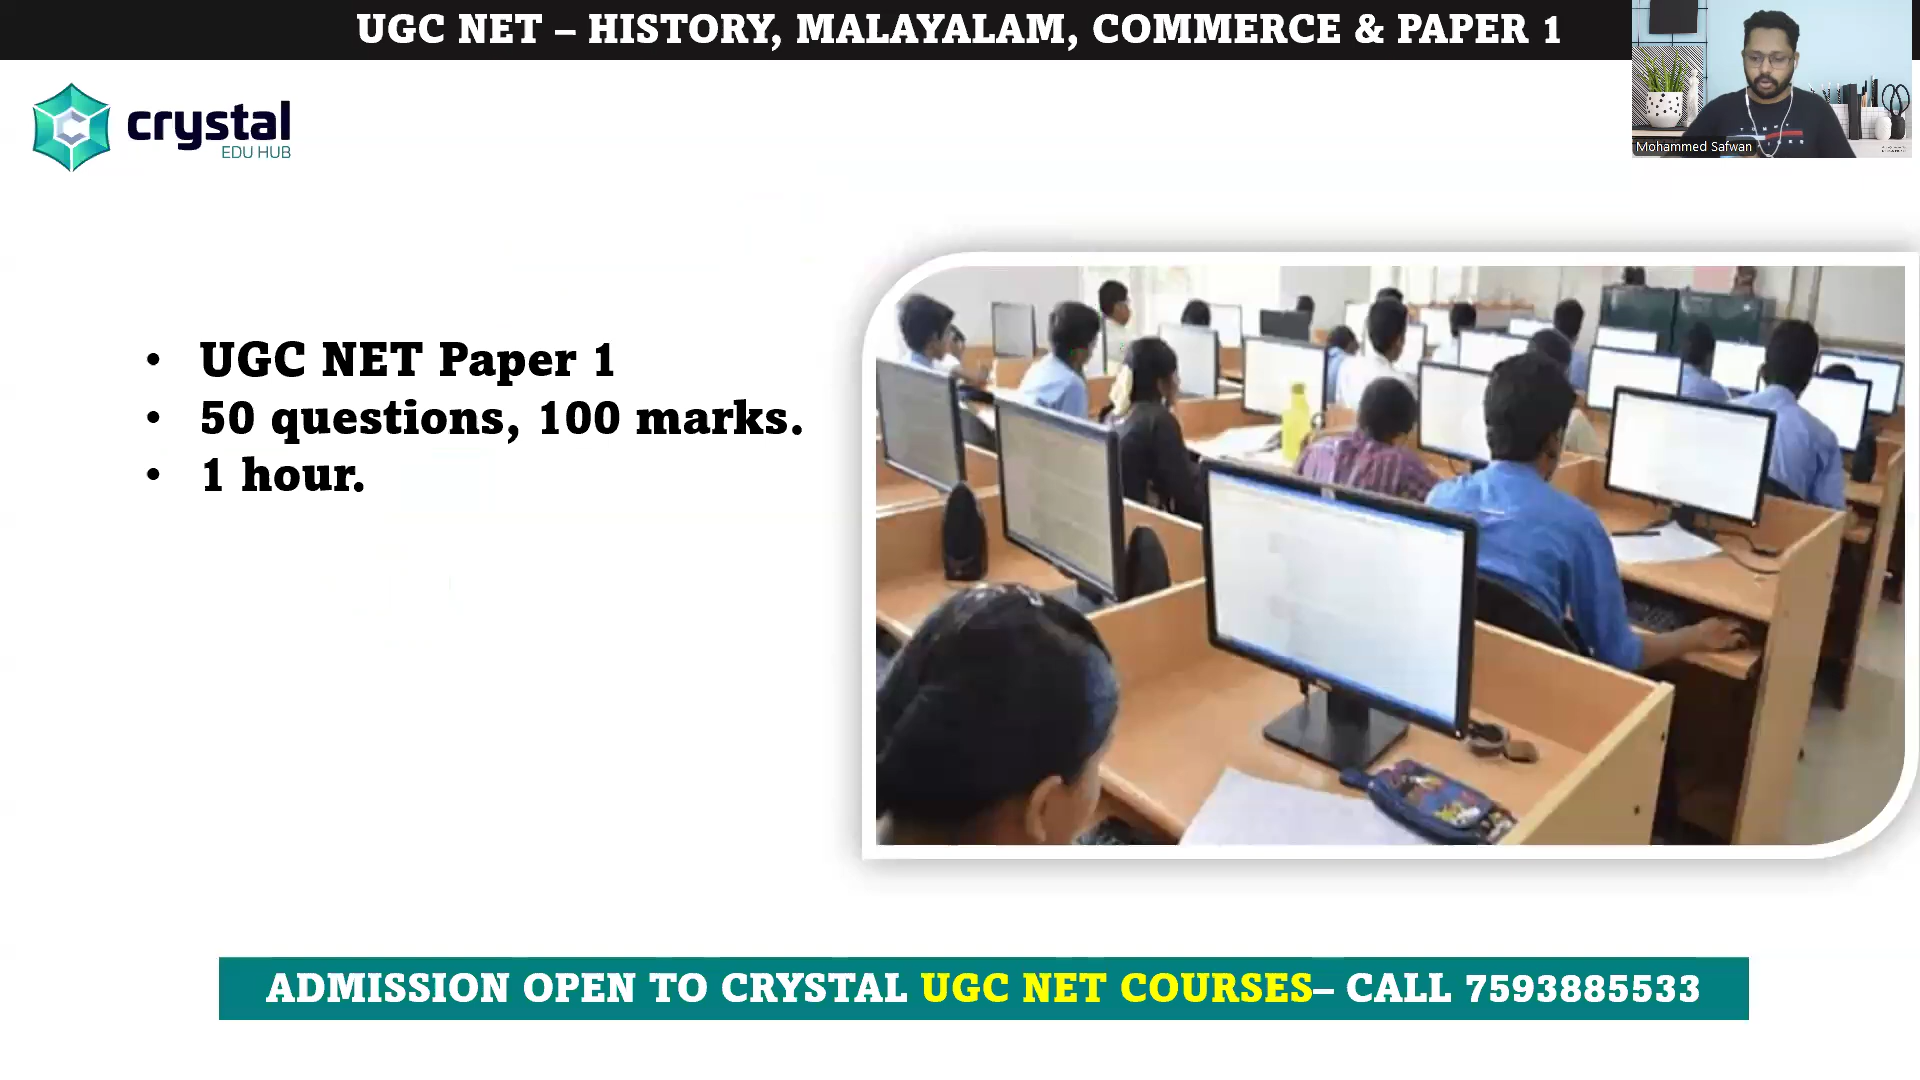 UGC NET – HISTORY, MALAYALAM, COMMERCE & PAPER 1
crystal
EDU HUB
Mohammed Safwan
• UGC NET Paper 1
• 50 questions, 100 marks.
• 1 hour.
ADMISSION OPEN TO CRYSTAL UGC NET COURSES– CALL 7593885533